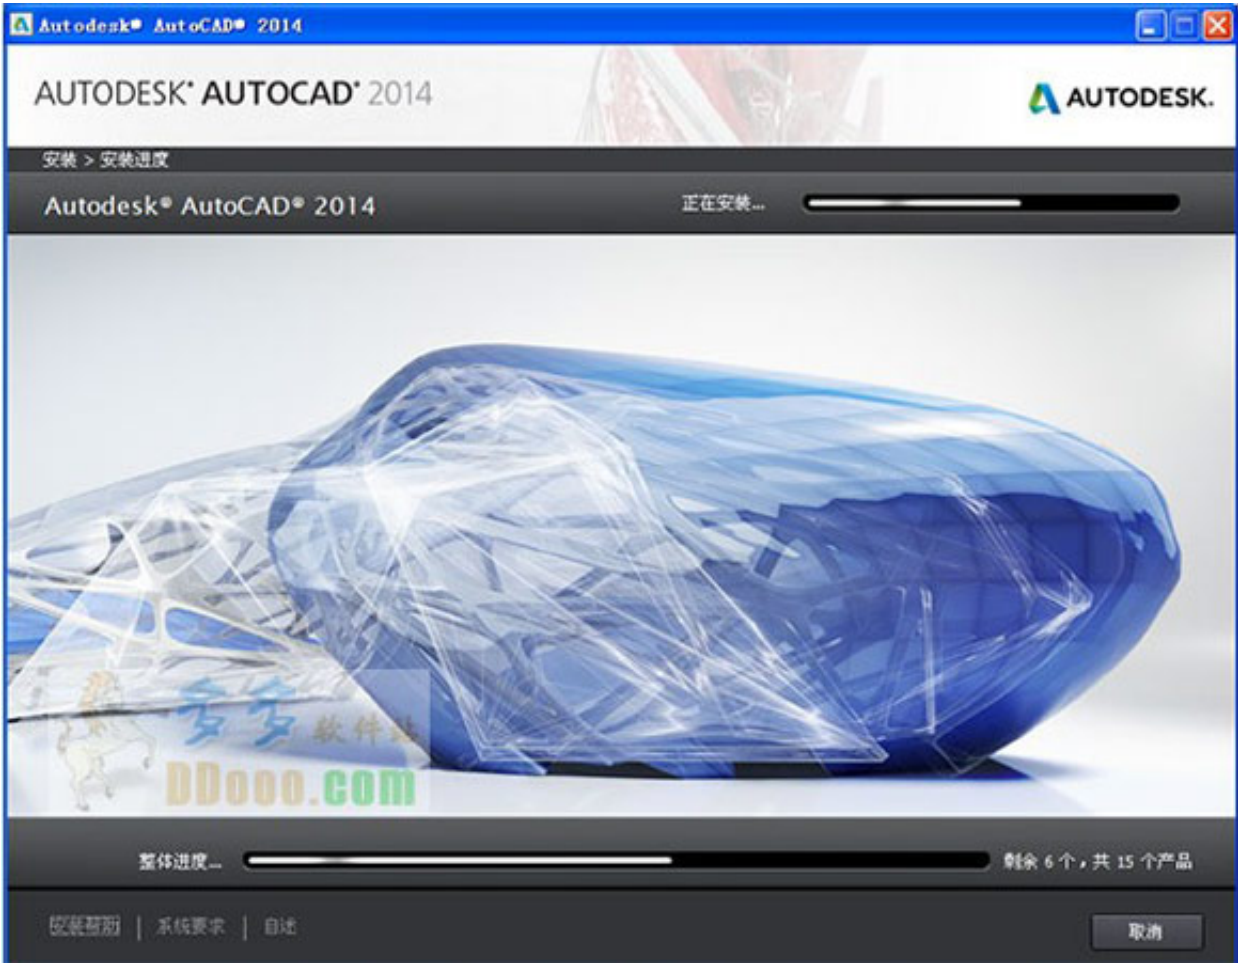 Autodesk® AutoCAD® 2014
AUTODESK® AUTOCAD® 2014
AUTODESK.
安装 > 安装进度
Autodesk® AutoCAD® 2014
正在安装...
多多软件站
DDooo.com
整体进度...
剩余 6 个，共 15 个产品
安装帮助 | 系统要求 | 自述
取消